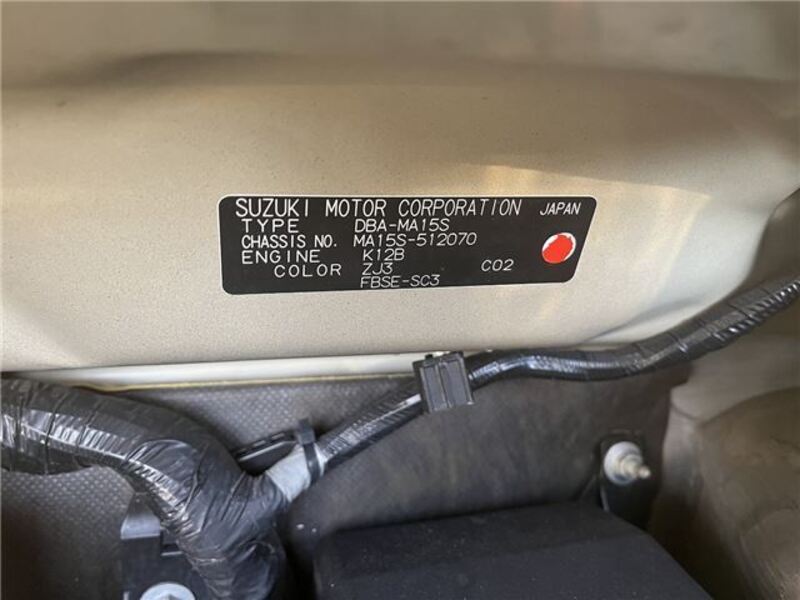 SUZUKI MOTOR CORPORATION JAPAN
TYPE DBA-MA15S
CHASSIS NO. MA15S-512070
ENGINE K12B
COLOR ZJ3 C02
FBSE-SC3